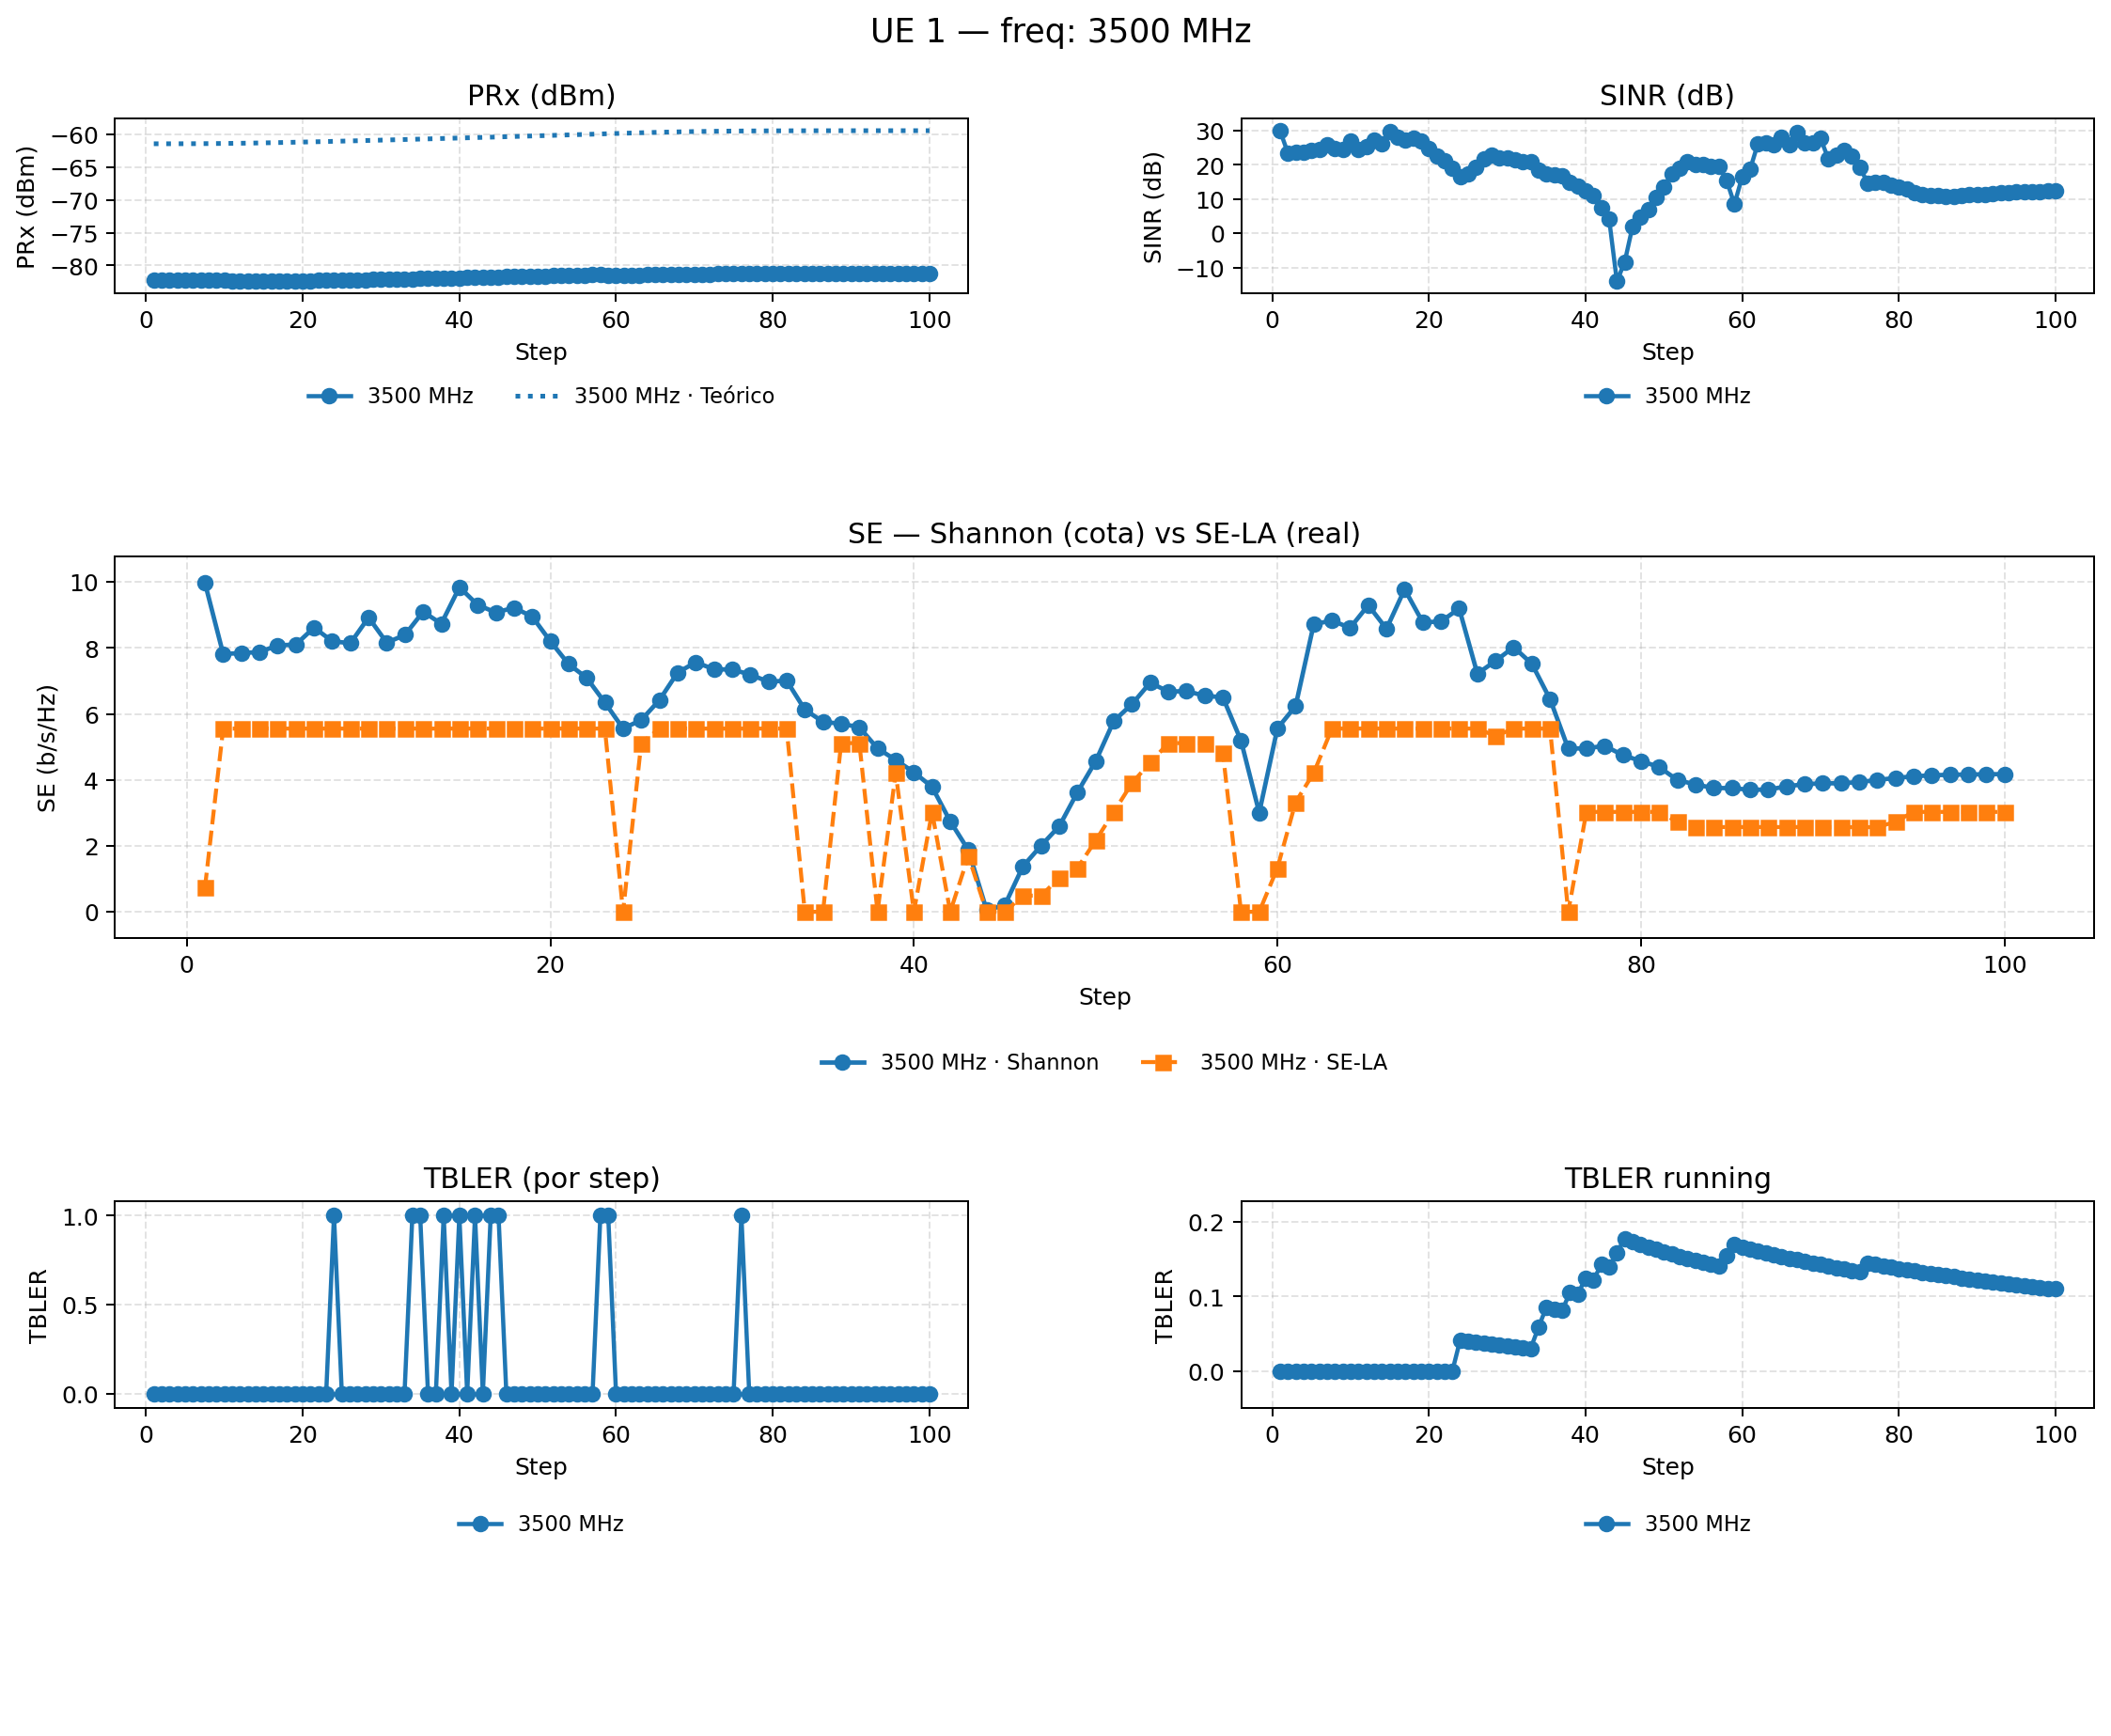 UE 1 — freq: 3500 MHz
PRx (dBm)
PRx (dBm)
−60
−65
−70
−75
−80
0 20 40 60 80 100
Step
3500 MHz 3500 MHz · Teórico
SINR (dB)
SINR (dB)
30
20
10
0
−10
0 20 40 60 80 100
Step
3500 MHz
SE — Shannon (cota) vs SE-LA (real)
SE (b/s/Hz)
10
8
6
4
2
0
0 20 40 60 80 100
Step
3500 MHz · Shannon 3500 MHz · SE-LA
TBLER (por step)
TBLER
1.0
0.5
0.0
0 20 40 60 80 100
Step
3500 MHz
TBLER running
TBLER
0.2
0.1
0.0
0 20 40 60 80 100
Step
3500 MHz